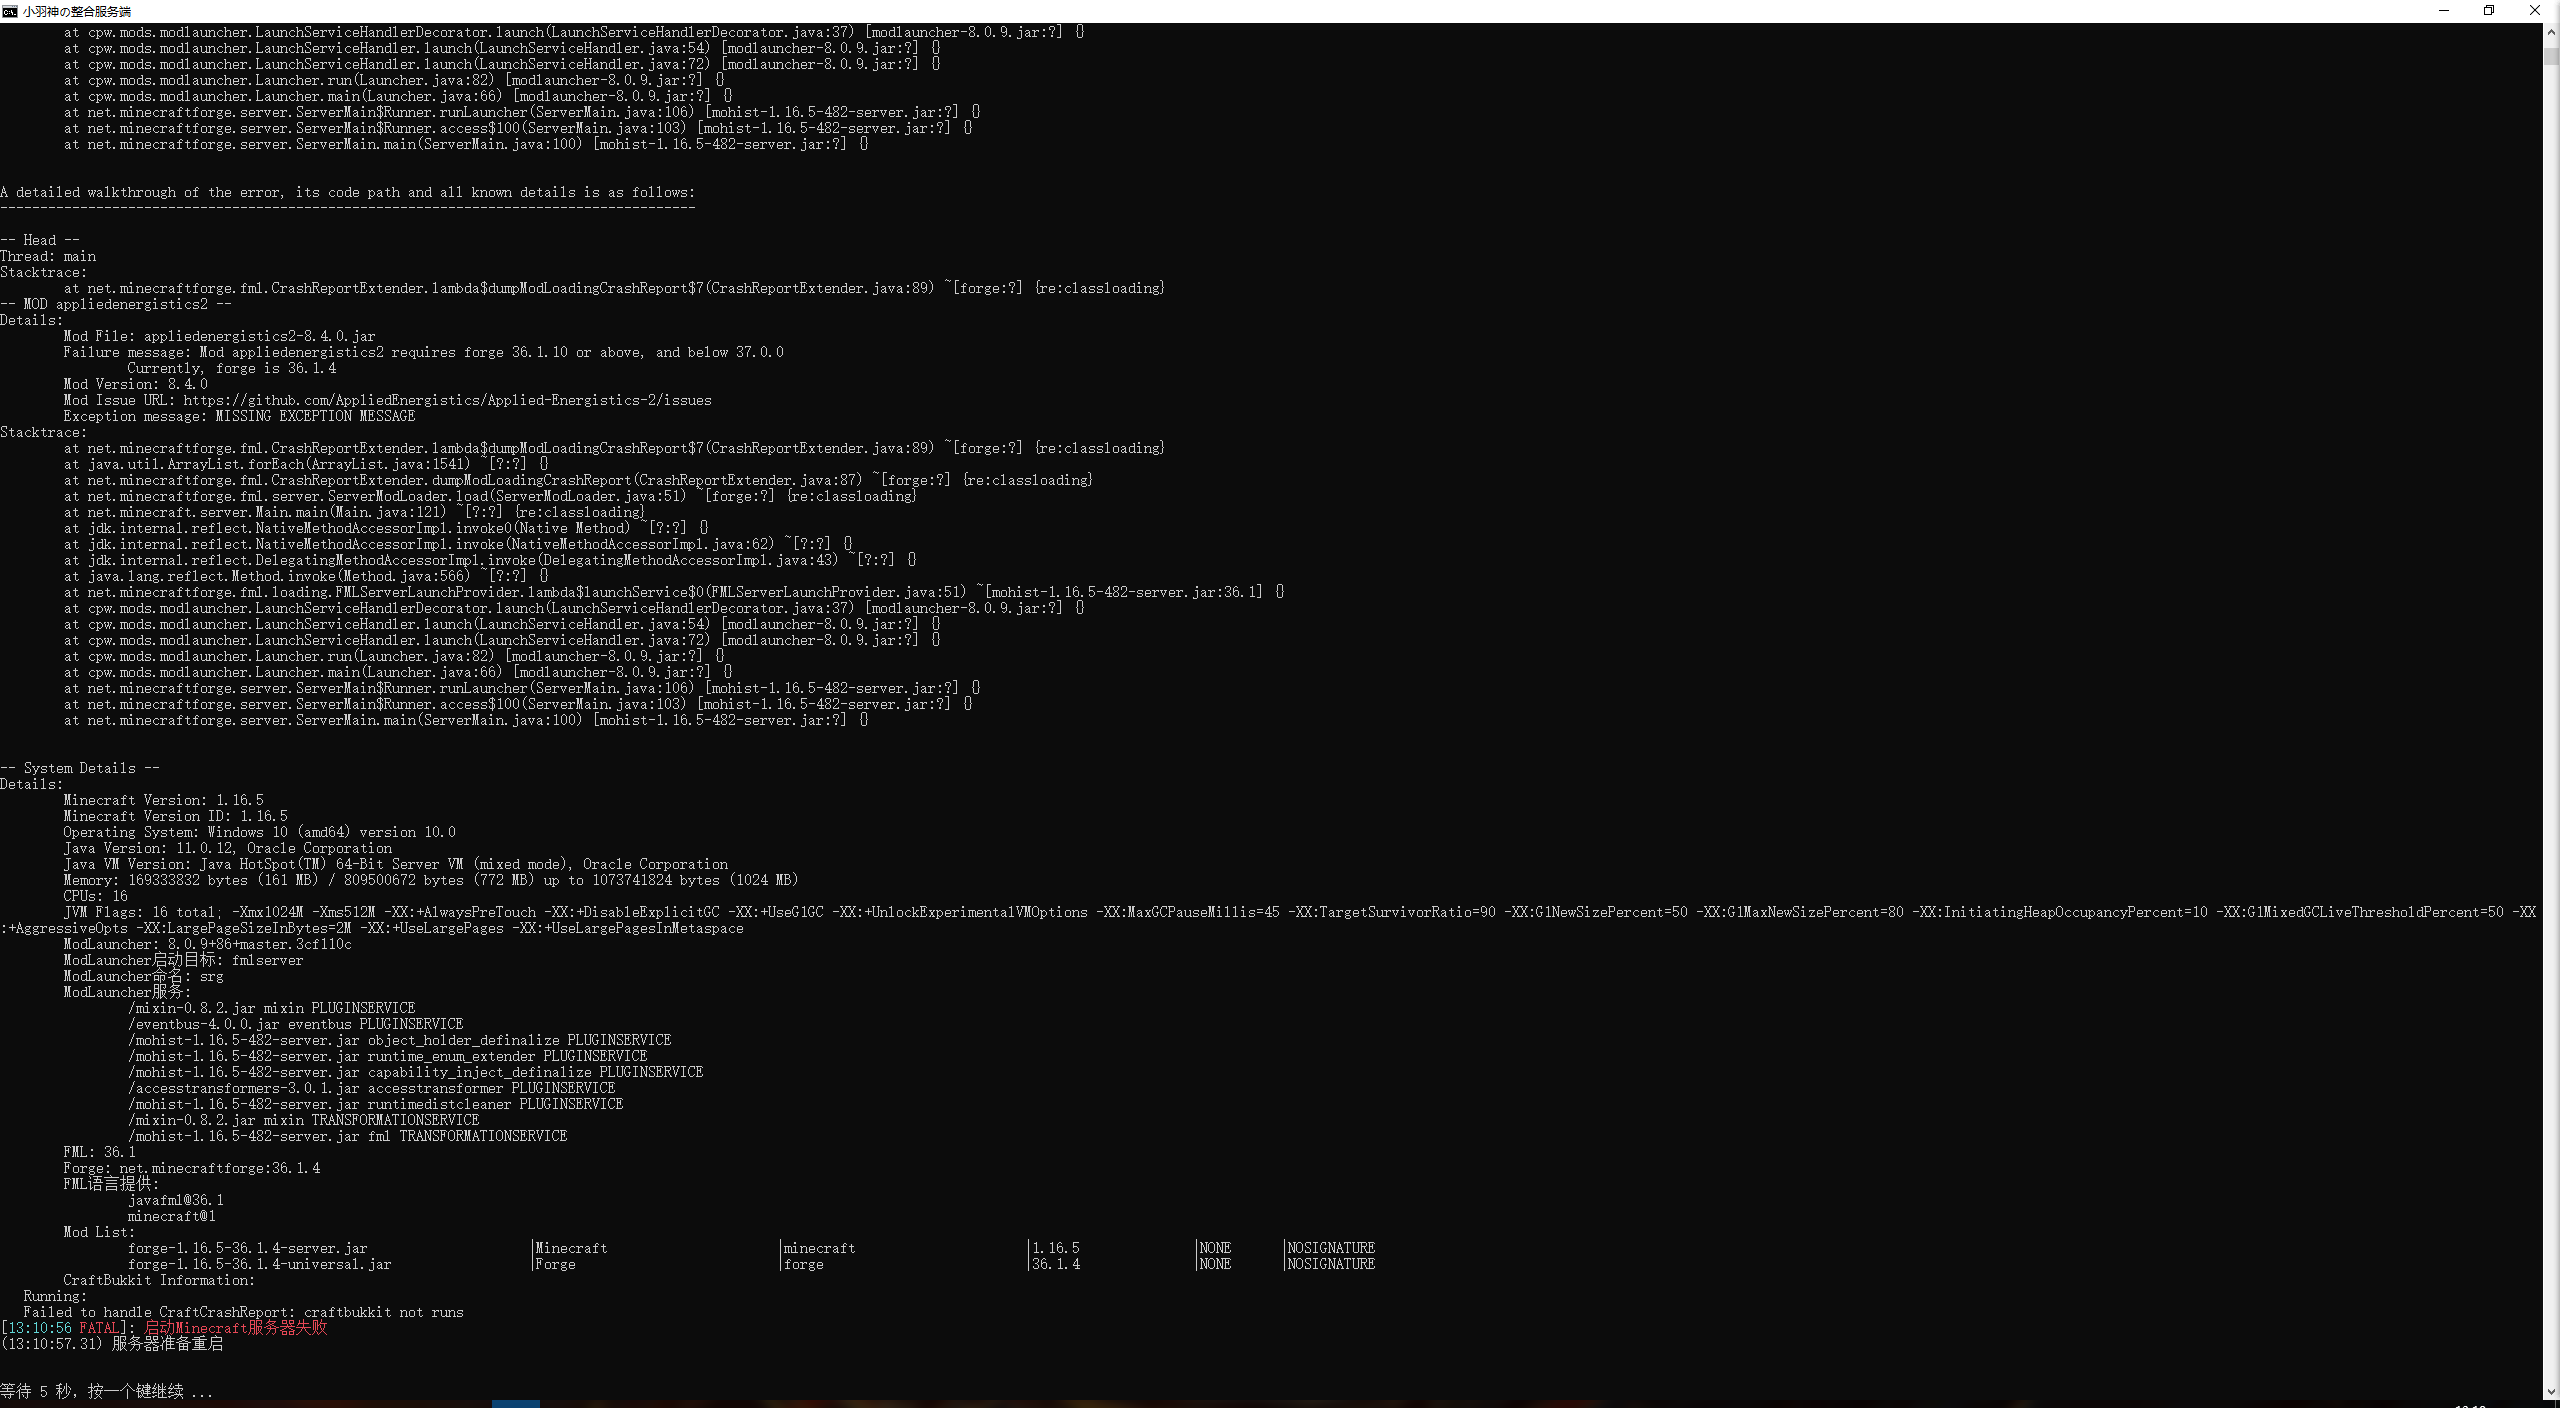 小羽神の整合服务端
at cpw.mods.modlauncher.LaunchServiceHandlerDecorator.launch(LaunchServiceHandlerDecorator.java:37) [modlauncher-8.0.9.jar:?] {}
at cpw.mods.modlauncher.LaunchServiceHandler.launch(LaunchServiceHandler.java:54) [modlauncher-8.0.9.jar:?] {}
at cpw.mods.modlauncher.LaunchServiceHandler.launch(LaunchServiceHandler.java:72) [modlauncher-8.0.9.jar:?] {}
at cpw.mods.modlauncher.Launcher.run(Launcher.java:82) [modlauncher-8.0.9.jar:?] {}
at cpw.mods.modlauncher.Launcher.main(Launcher.java:66) [modlauncher-8.0.9.jar:?] {}
at net.minecraftforge.server.ServerMain$Runner.runLauncher(ServerMain.java:106) [mohist-1.16.5-482-server.jar:?] {}
at net.minecraftforge.server.ServerMain$Runner.access$100(ServerMain.java:103) [mohist-1.16.5-482-server.jar:?] {}
at net.minecraftforge.server.ServerMain.main(ServerMain.java:100) [mohist-1.16.5-482-server.jar:?] {}
A detailed walkthrough of the error, its code path and all known details is as follows:
---------------------------------------------------------------------------------------
-- Head --
Thread: main
Stacktrace:
at net.minecraftforge.fml.CrashReportExtender.lambda$dumpModLoadingCrashReport$7(CrashReportExtender.java:89) ~[forge:?] {re:classloading}
-- MOD appliedenergistics2 --
Details:
Mod File: appliedenergistics2-8.4.0.jar
Failure message: Mod appliedenergistics2 requires forge 36.1.10 or above, and below 37.0.0
Currently, forge is 36.1.4
Mod Version: 8.4.0
Mod Issue URL: https://github.com/AppliedEnergistics/Applied-Energistics-2/issues
Exception message: MISSING EXCEPTION MESSAGE
Stacktrace:
at net.minecraftforge.fml.CrashReportExtender.lambda$dumpModLoadingCrashReport$7(CrashReportExtender.java:89) ~[forge:?] {re:classloading}
at java.util.ArrayList.forEach(ArrayList.java:1541) ~[?:?] {}
at net.minecraftforge.fml.CrashReportExtender.dumpModLoadingCrashReport(CrashReportExtender.java:87) ~[forge:?] {re:classloading}
at net.minecraftforge.fml.server.ServerModLoader.load(ServerModLoader.java:51) ~[forge:?] {re:classloading}
at net.minecraft.server.Main.main(Main.java:121) ~[?:?] {re:classloading}
at jdk.internal.reflect.NativeMethodAccessorImpl.invoke0(Native Method) ~[?:?] {}
at jdk.internal.reflect.NativeMethodAccessorImpl.invoke(NativeMethodAccessorImpl.java:62) ~[?:?] {}
at jdk.internal.reflect.DelegatingMethodAccessorImpl.invoke(DelegatingMethodAccessorImpl.java:43) ~[?:?] {}
at java.lang.reflect.Method.invoke(Method.java:566) ~[?:?] {}
at net.minecraftforge.fml.loading.FMLServerLaunchProvider.lambda$launchService$0(FMLServerLaunchProvider.java:51) ~[mohist-1.16.5-482-server.jar:36.1] {}
at cpw.mods.modlauncher.LaunchServiceHandlerDecorator.launch(LaunchServiceHandlerDecorator.java:37) [modlauncher-8.0.9.jar:?] {}
at cpw.mods.modlauncher.LaunchServiceHandler.launch(LaunchServiceHandler.java:54) [modlauncher-8.0.9.jar:?] {}
at cpw.mods.modlauncher.LaunchServiceHandler.launch(LaunchServiceHandler.java:72) [modlauncher-8.0.9.jar:?] {}
at cpw.mods.modlauncher.Launcher.run(Launcher.java:82) [modlauncher-8.0.9.jar:?] {}
at cpw.mods.modlauncher.Launcher.main(Launcher.java:66) [modlauncher-8.0.9.jar:?] {}
at net.minecraftforge.server.ServerMain$Runner.runLauncher(ServerMain.java:106) [mohist-1.16.5-482-server.jar:?] {}
at net.minecraftforge.server.ServerMain$Runner.access$100(ServerMain.java:103) [mohist-1.16.5-482-server.jar:?] {}
at net.minecraftforge.server.ServerMain.main(ServerMain.java:100) [mohist-1.16.5-482-server.jar:?] {}
-- System Details --
Details:
Minecraft Version: 1.16.5
Minecraft Version ID: 1.16.5
Operating System: Windows 10 (amd64) version 10.0
Java Version: 11.0.12, Oracle Corporation
Java VM Version: Java HotSpot(TM) 64-Bit Server VM (mixed mode), Oracle Corporation
Memory: 169333832 bytes (161 MB) / 809500672 bytes (772 MB) up to 1073741824 bytes (1024 MB)
CPUs: 16
JVM Flags: 16 total; -Xmx1024M -Xms512M -XX:+AlwaysPreTouch -XX:+DisableExplicitGC -XX:+UseG1GC -XX:+UnlockExperimentalVMOptions -XX:MaxGCPauseMillis=45 -XX:TargetSurvivorRatio=90 -XX:G1NewSizePercent=50 -XX:G1MaxNewSizePercent=80 -XX:InitiatingHeapOccupancyPercent=10 -XX:G1MixedGCLiveThresholdPercent=50 -XX
:+AggressiveOpts -XX:LargePageSizeInBytes=2M -XX:+UseLargePages -XX:+UseLargePagesInMetaspace
ModLauncher: 8.0.9+86+master.3cf110c
ModLauncher启动目标: fmlserver
ModLauncher命名: srg
ModLauncher服务:
/mixin-0.8.2.jar mixin PLUGINSERVICE
/eventbus-4.0.0.jar eventbus PLUGINSERVICE
/mohist-1.16.5-482-server.jar object_holder_definalize PLUGINSERVICE
/mohist-1.16.5-482-server.jar runtime_enum_extender PLUGINSERVICE
/mohist-1.16.5-482-server.jar capability_inject_definalize PLUGINSERVICE
/accesstransformers-3.0.1.jar accesstransformer PLUGINSERVICE
/mohist-1.16.5-482-server.jar runtimedistcleaner PLUGINSERVICE
/mixin-0.8.2.jar mixin TRANSFORMATIONSERVICE
/mohist-1.16.5-482-server.jar fml TRANSFORMATIONSERVICE
FML: 36.1
Forge: net.minecraftforge:36.1.4
FML语言提供:
javafml@36.1
minecraft@1
Mod List:
forge-1.16.5-36.1.4-server.jar |Minecraft |minecraft |1.16.5 |NONE |NOSIGNATURE
forge-1.16.5-36.1.4-universal.jar |Forge |forge |36.1.4 |NONE |NOSIGNATURE
CraftBukkit Information:
Running:
Failed to handle CraftCrashReport: craftbukkit not runs
[13:10:56 FATAL]: 启动Minecraft服务器失败
(13:10:57.31) 服务器准备重启
等待 5 秒，按一个键继续 ...